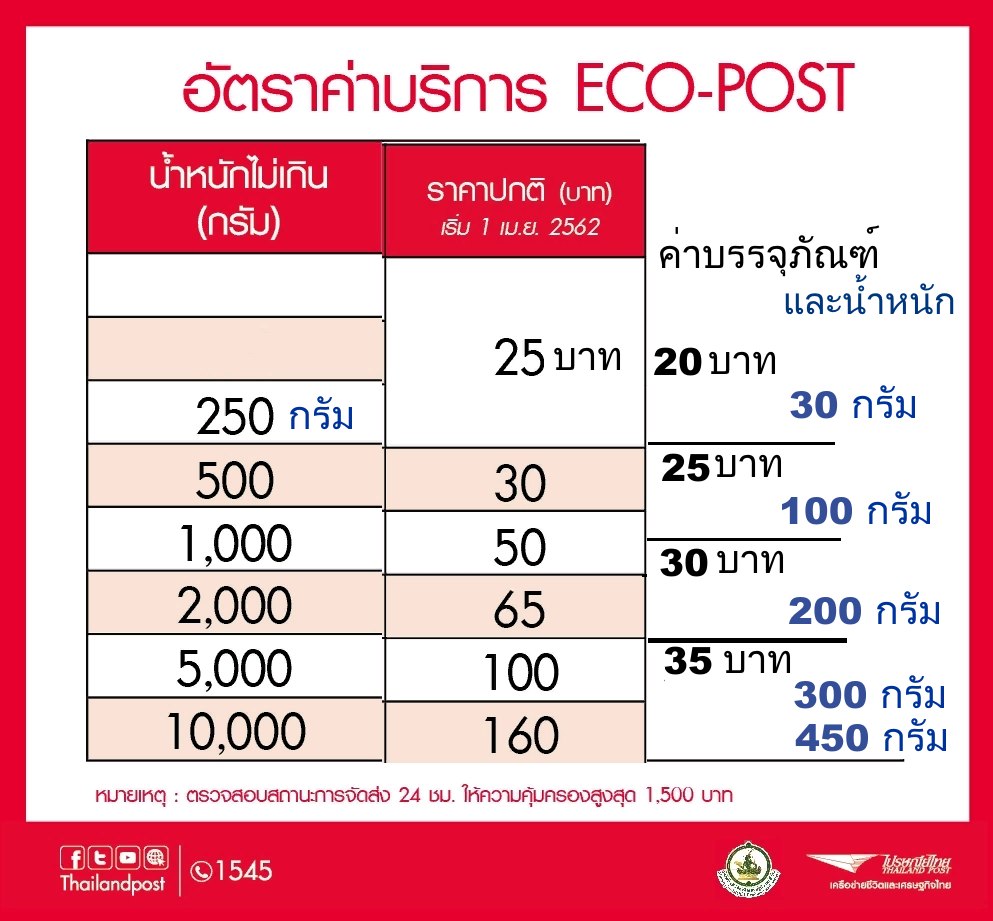 อัตราค่าบริการ ECO-POST
น้ำหนักไม่เกิน
(กรัม)
ราคาปกติ (บาท)
เริ่ม 1 เม.ย. 2562
ค่าบรรจุภัณฑ์
และน้ำหนัก
25 บาท
20 บาท
250 กรัม
30 กรัม
500
30
25 บาท
100 กรัม
1,000
50
30 บาท
2,000
65
200 กรัม
5,000
100
35 บาท
300 กรัม
10,000
160
450 กรัม
หมายเหตุ : ตรวจสอบสถานะการจัดส่ง 24 ชม. ให้ความคุ้มครองสูงสุด 1,500 บาท
Thailandpost
1545
ไปรษณีย์ไทย
THAILAND POST
เครือข่ายชีวิตและเศรษฐกิจไทย